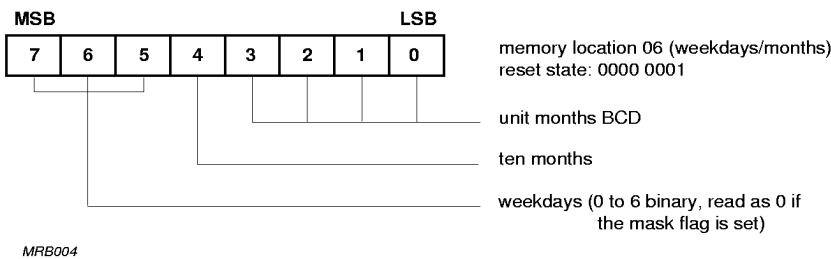 MSB LSB
7 6 5 4 3 2 1 0
memory location 06 (weekdays/months)
reset state: 0000 0001
unit months BCD
ten months
weekdays (0 to 6 binary, read as 0 if
the mask flag is set)
MRB004